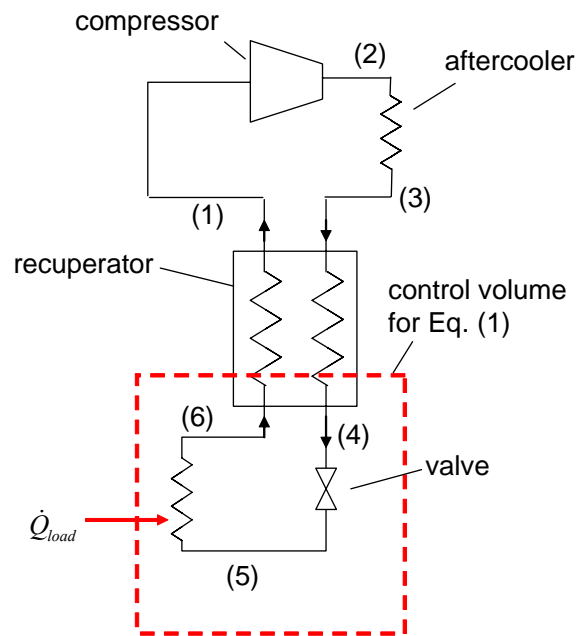 compressor
(2)
aftercooler
(1)
(3)
recuperator
control volume
for Eq. (1)
(6)
(4)
valve
Q̇load
(5)